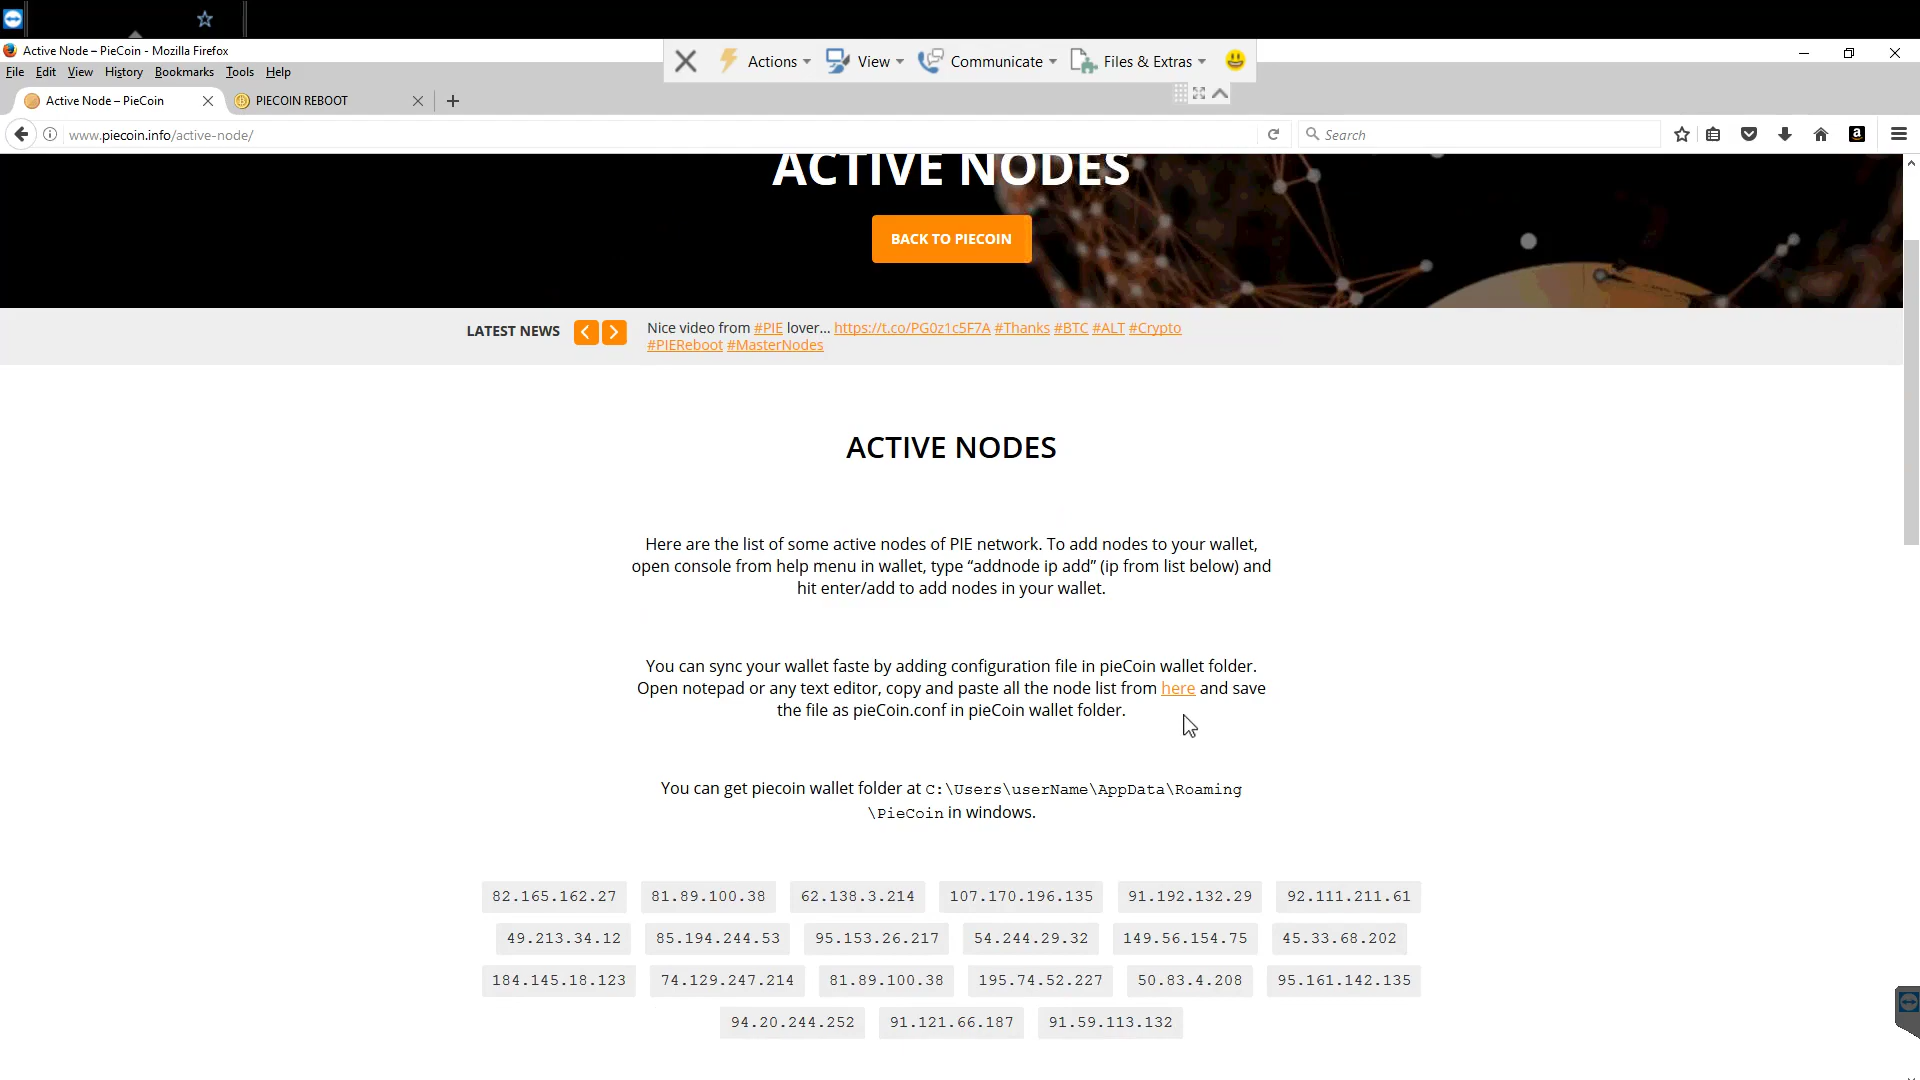 Active Node – PieCoin - Mozilla Firefox
Actions View Communicate Files & Extras
File Edit View History Bookmarks Tools Help
Active Node – PieCoin PIECOIN REBOOT
www.piecoin.info/active-node/ Search
ACTIVE NODES
BACK TO PIECOIN
LATEST NEWS
Nice video from #PIE lover... https://t.co/PG0z1c5F7A #Thanks #BTC #ALT #Crypto
#PIEReboot #MasterNodes
ACTIVE NODES
Here are the list of some active nodes of PIE network. To add nodes to your wallet,
open console from help menu in wallet, type “addnode ip add” (ip from list below) and
hit enter/add to add nodes in your wallet.
You can sync your wallet faste by adding configuration file in pieCoin wallet folder.
Open notepad or any text editor, copy and paste all the node list from here and save
the file as pieCoin.conf in pieCoin wallet folder.
You can get piecoin wallet folder at C:\Users\userName\AppData\Roaming
\PieCoin in windows.
82.165.162.27 81.89.100.38 62.138.3.214 107.170.196.135 91.192.132.29 92.111.211.61
49.213.34.12 85.194.244.53 95.153.26.217 54.244.29.32 149.56.154.75 45.33.68.202
184.145.18.123 74.129.247.214 81.89.100.38 195.74.52.227 50.83.4.208 95.161.142.135
94.20.244.252 91.121.66.187 91.59.113.132